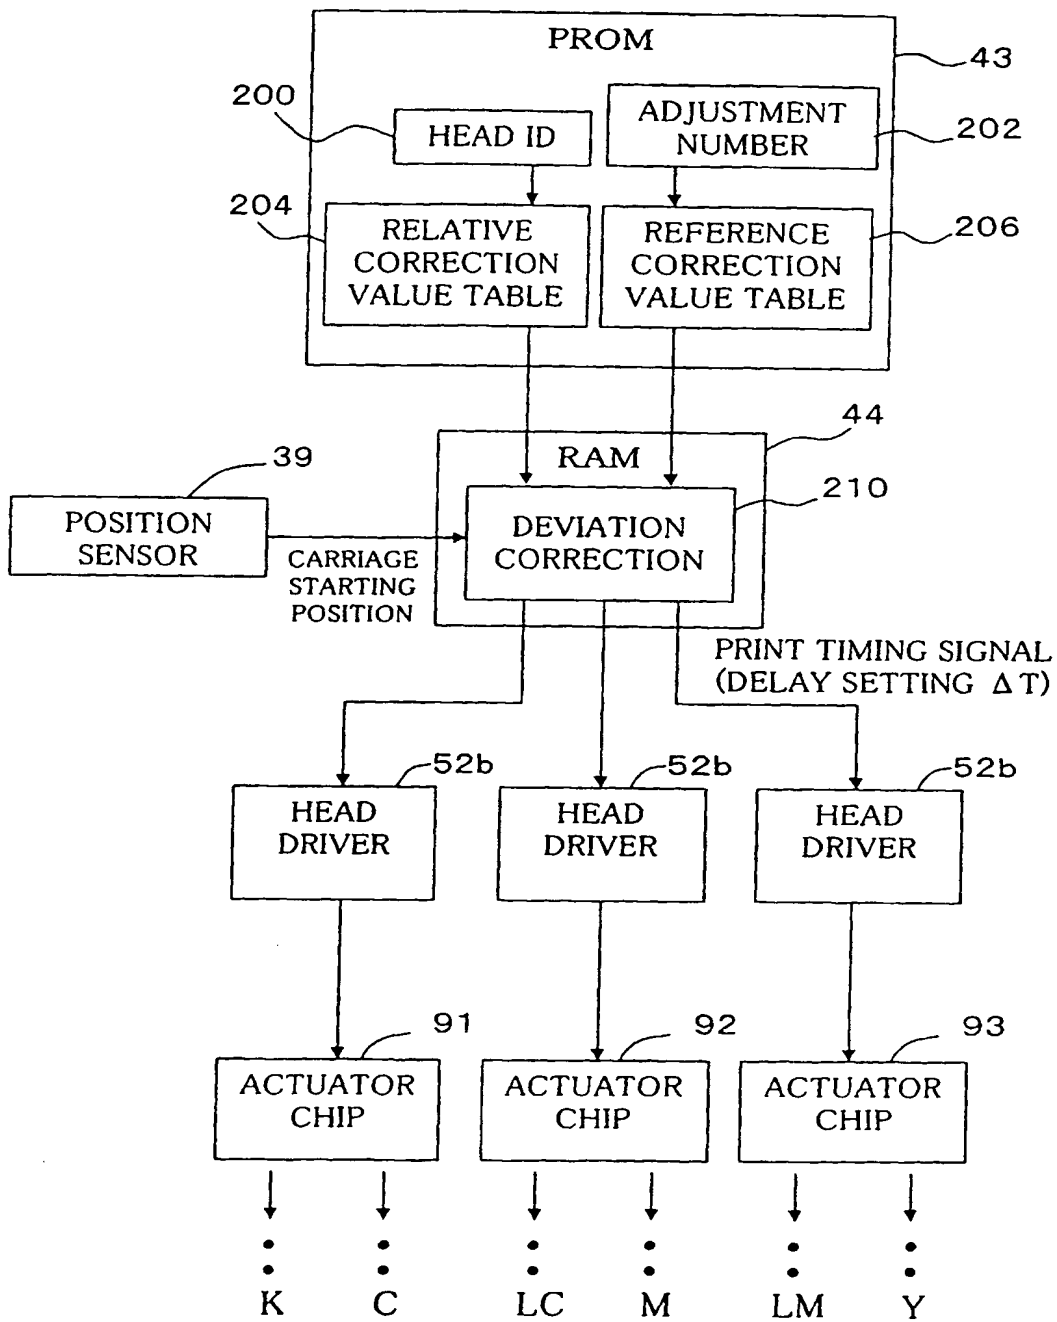 PROM
43
200
HEAD ID
ADJUSTMENT
NUMBER
202
204
RELATIVE
CORRECTION
VALUE TABLE
REFERENCE
CORRECTION
VALUE TABLE
206
44
RAM
39
POSITION
SENSOR
210
DEVIATION
CORRECTION
CARRIAGE
STARTING
POSITION
PRINT TIMING SIGNAL
(DELAY SETTING Δ T)
52b
HEAD
DRIVER
52b
HEAD
DRIVER
52b
HEAD
DRIVER
91
ACTUATOR
CHIP
92
ACTUATOR
CHIP
93
ACTUATOR
CHIP
K C LC M LM Y